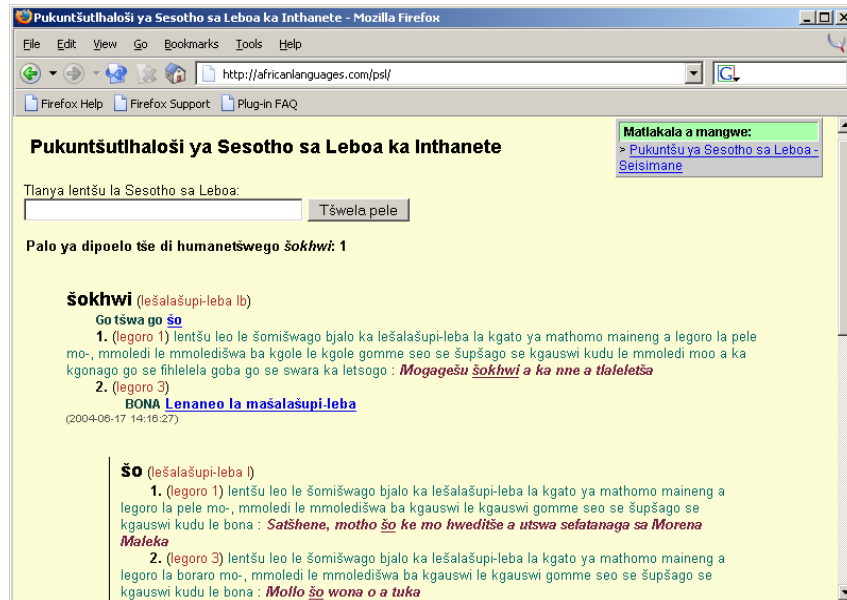 Pukuntšutlhaloši ya Sesotho sa Leboa ka Inthanete - Mozilla Firefox
File Edit View Go Bookmarks Tools Help
http://africanlanguages.com/psl/
Firefox Help Firefox Support Plug-in FAQ
Matlakala a mangwe:
> Pukuntšu ya Sesotho sa Leboa -
Seisimane
Pukuntšutlhaloši ya Sesotho sa Leboa ka Inthanete
Tlanya lentšu la Sesotho sa Leboa:
Tšwela pele
Palo ya dipoelo tše di humanetšwego šokhwi: 1
šokhwi (lešalašupi-leba Ib)
Go tšwa go šo
1. (legoro 1) lentšu leo le šomišwago bjalo ka lešalašupi-leba la kgato ya mathomo maineng a legoro la pele
mo-, mmoledi le mmoledišwa ba kgole le kgole gomme seo se šupšago se kgauswi kudu le mmoledi moo a ka
kgonago go se fihlelela goba go se swara ka letsogo : Mogagešu šokhwi a ka nne a tlaleletša
2. (legoro 3)
BONA Lenaneo la mašalašupi-leba
(2004-06-17 14:16:27)
šo (lešalašupi-leba I)
1. (legoro 1) lentšu leo le šomišwago bjalo ka lešalašupi-leba la kgato ya mathomo maineng a
legoro la pele mo-, mmoledi le mmoledišwa ba kgauswi le kgauswi gomme seo se šupšago se
kgauswi kudu le bona : Satšhene, motho šo ke mo hweditše a utswa sefatanaga sa Morena
Maleka
2. (legoro 3) lentšu leo le šomišwago bjalo ka lešalašupi-leba la kgato ya mathomo maineng a
legoro la boraro mo-, mmoledi le mmoledišwa ba kgauswi le kgauswi gomme seo se šupšago se
kgauswi kudu le bona : Mollo šo wona o a tuka